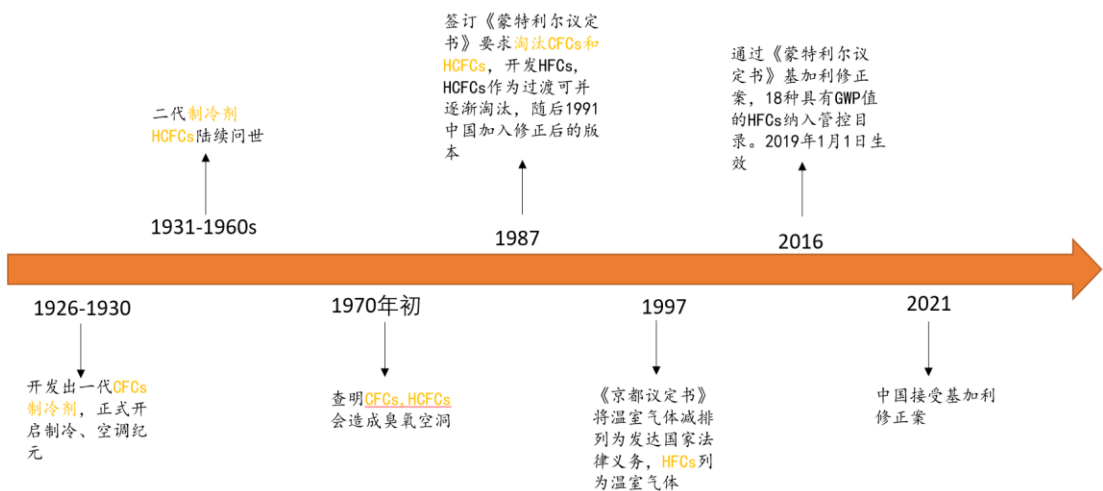 签订《蒙特利尔议定
书》要求淘汰CFCs和
HCFCs，开发HFCs，
HCFCs作为过渡可并
逐渐淘汰，随后1991
中国加入修正后的版
本
通过《蒙特利尔议
定书》基加利修正
案，18种具有GWP值
的HFCs纳入管控目
录。2019年1月1日生
效
二代制冷剂
HCFCs陆续问世
1931-1960s
1987
2016
1926-1930
1970年初
1997
2021
开发出一代CFCs
制冷剂，正式开
启制冷、空调纪
元
查明CFCs,HCFCs
会造成臭氧空洞
《京都议定书》
将温室气体减排
列为发达国家法
律义务，HFCs列
为温室气体
中国接受基加利
修正案